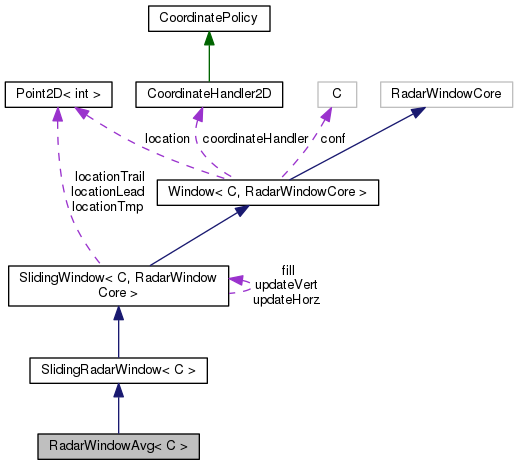 CoordinatePolicy
Point2D< int >
CoordinateHandler2D
C
RadarWindowCore
location
coordinateHandler
conf
locationTrail
locationLead
locationTmp
Window< C, RadarWindowCore >
SlidingWindow< C, RadarWindow
Core >
fill
updateVert
updateHorz
SlidingRadarWindow< C >
RadarWindowAvg< C >